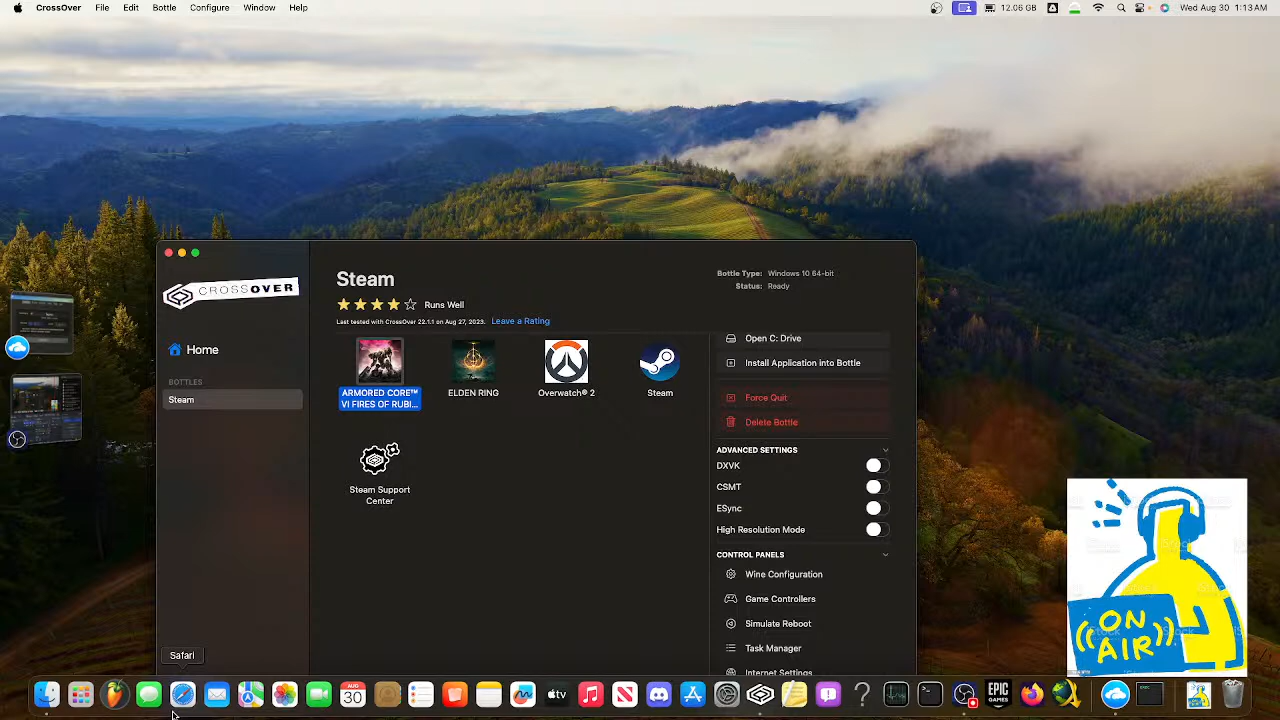 CrossOver File Edit Bottle Configure Window Help 12.06 GB Wed Aug 30 1:13 AM
CROSSOVER
Home
BOTTLES
Steam
Steam
Runs Well
Last tested with CrossOver 22.1.1 on Aug 27, 2023. Leave a Rating
Bottle Type: Windows 10 64-bit
Status: Ready
ARMORED CORE™
VI FIRES OF RUBI...
ELDEN RING
Overwatch® 2
Steam
Steam Support
Center
Open C: Drive
Install Application into Bottle
Force Quit
Delete Bottle
ADVANCED SETTINGS
DXVK
CSMT
ESync
High Resolution Mode
CONTROL PANELS
Wine Configuration
Game Controllers
Simulate Reboot
Task Manager
Internet Settings
Safari
ON
AIR
AUG
30
tv
EPIC
GAMES